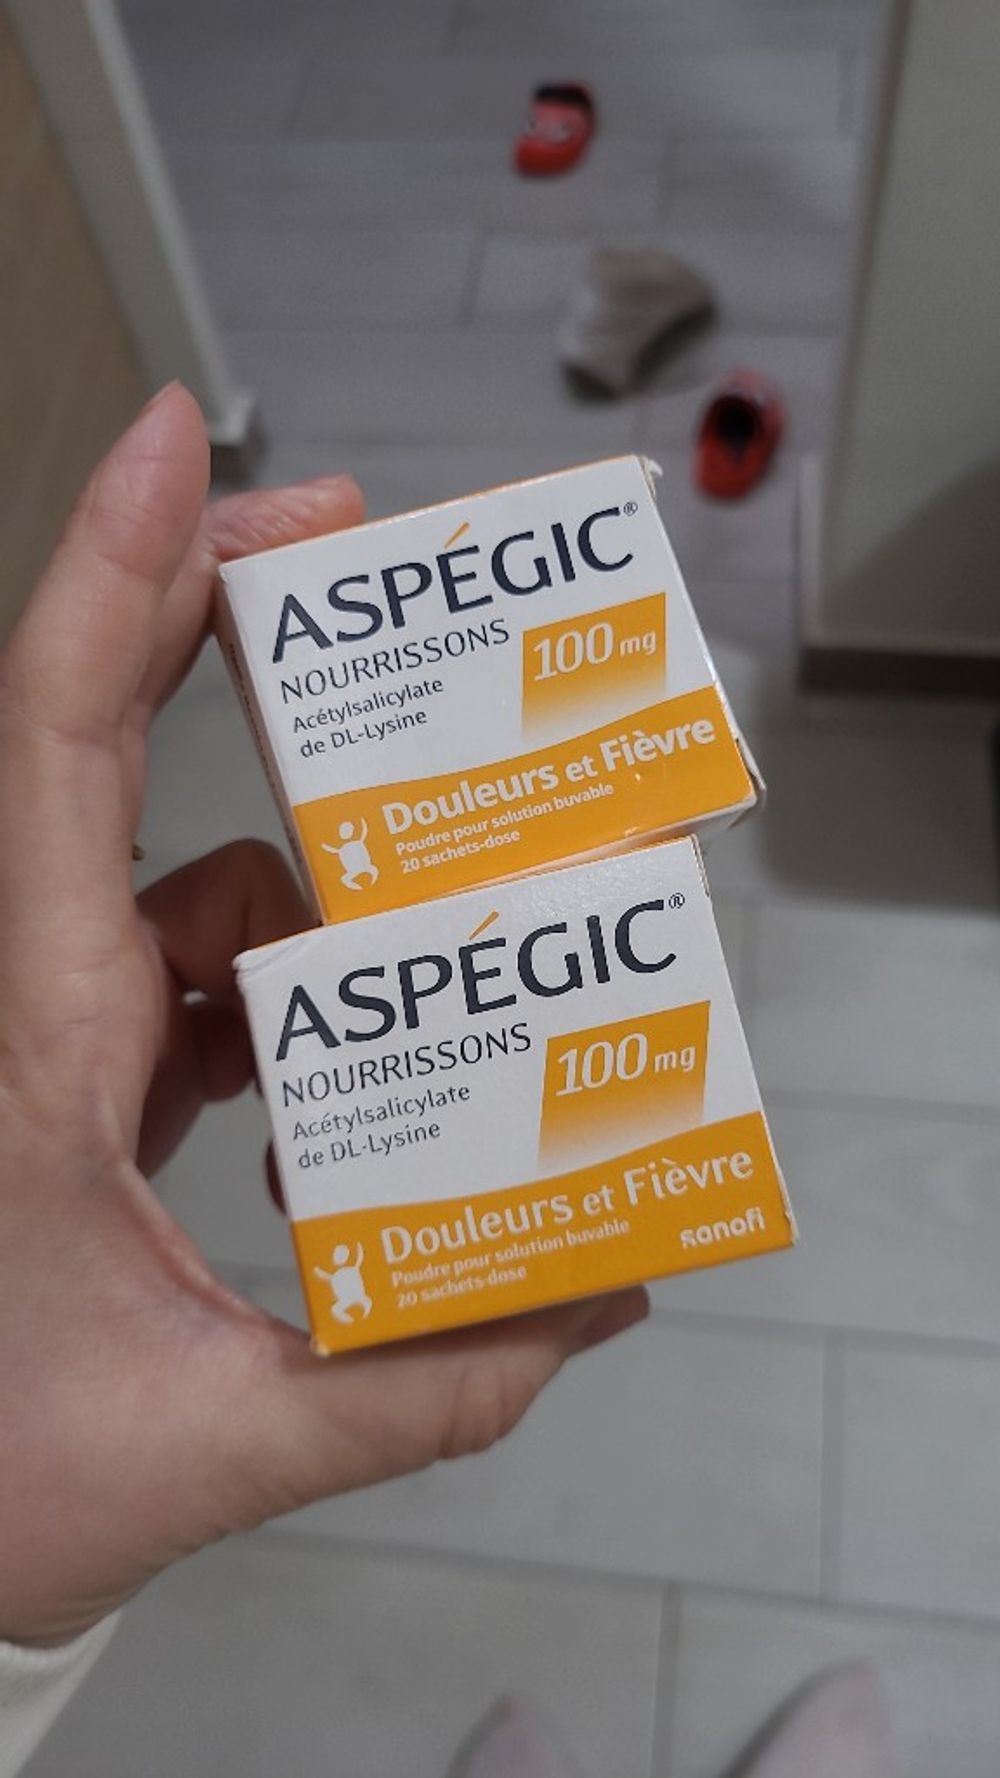 ASPÉGIC®
NOURRISSONS
100 mg
Acétylsalicylate
de DL-Lysine
Douleurs et Fièvre
Poudre pour solution buvable
20 sachets-dose
ASPÉGIC®
NOURRISSONS
100 mg
Acétylsalicylate
de DL-Lysine
Douleurs et Fièvre
Poudre pour solution buvable
20 sachets-dose
sanofi